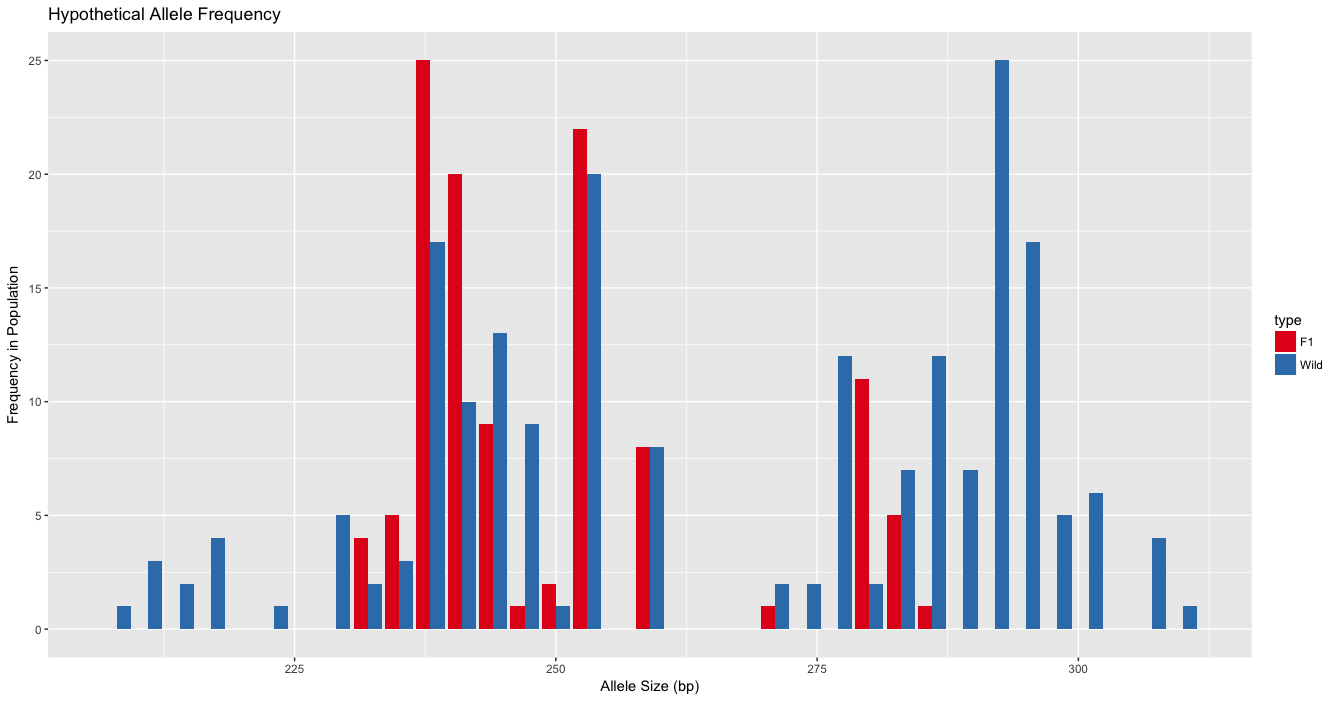 Hypothetical Allele Frequency
25
20
15
10
5
0
Frequency in Population
225
250
275
300
Allele Size (bp)
type
F1
Wild